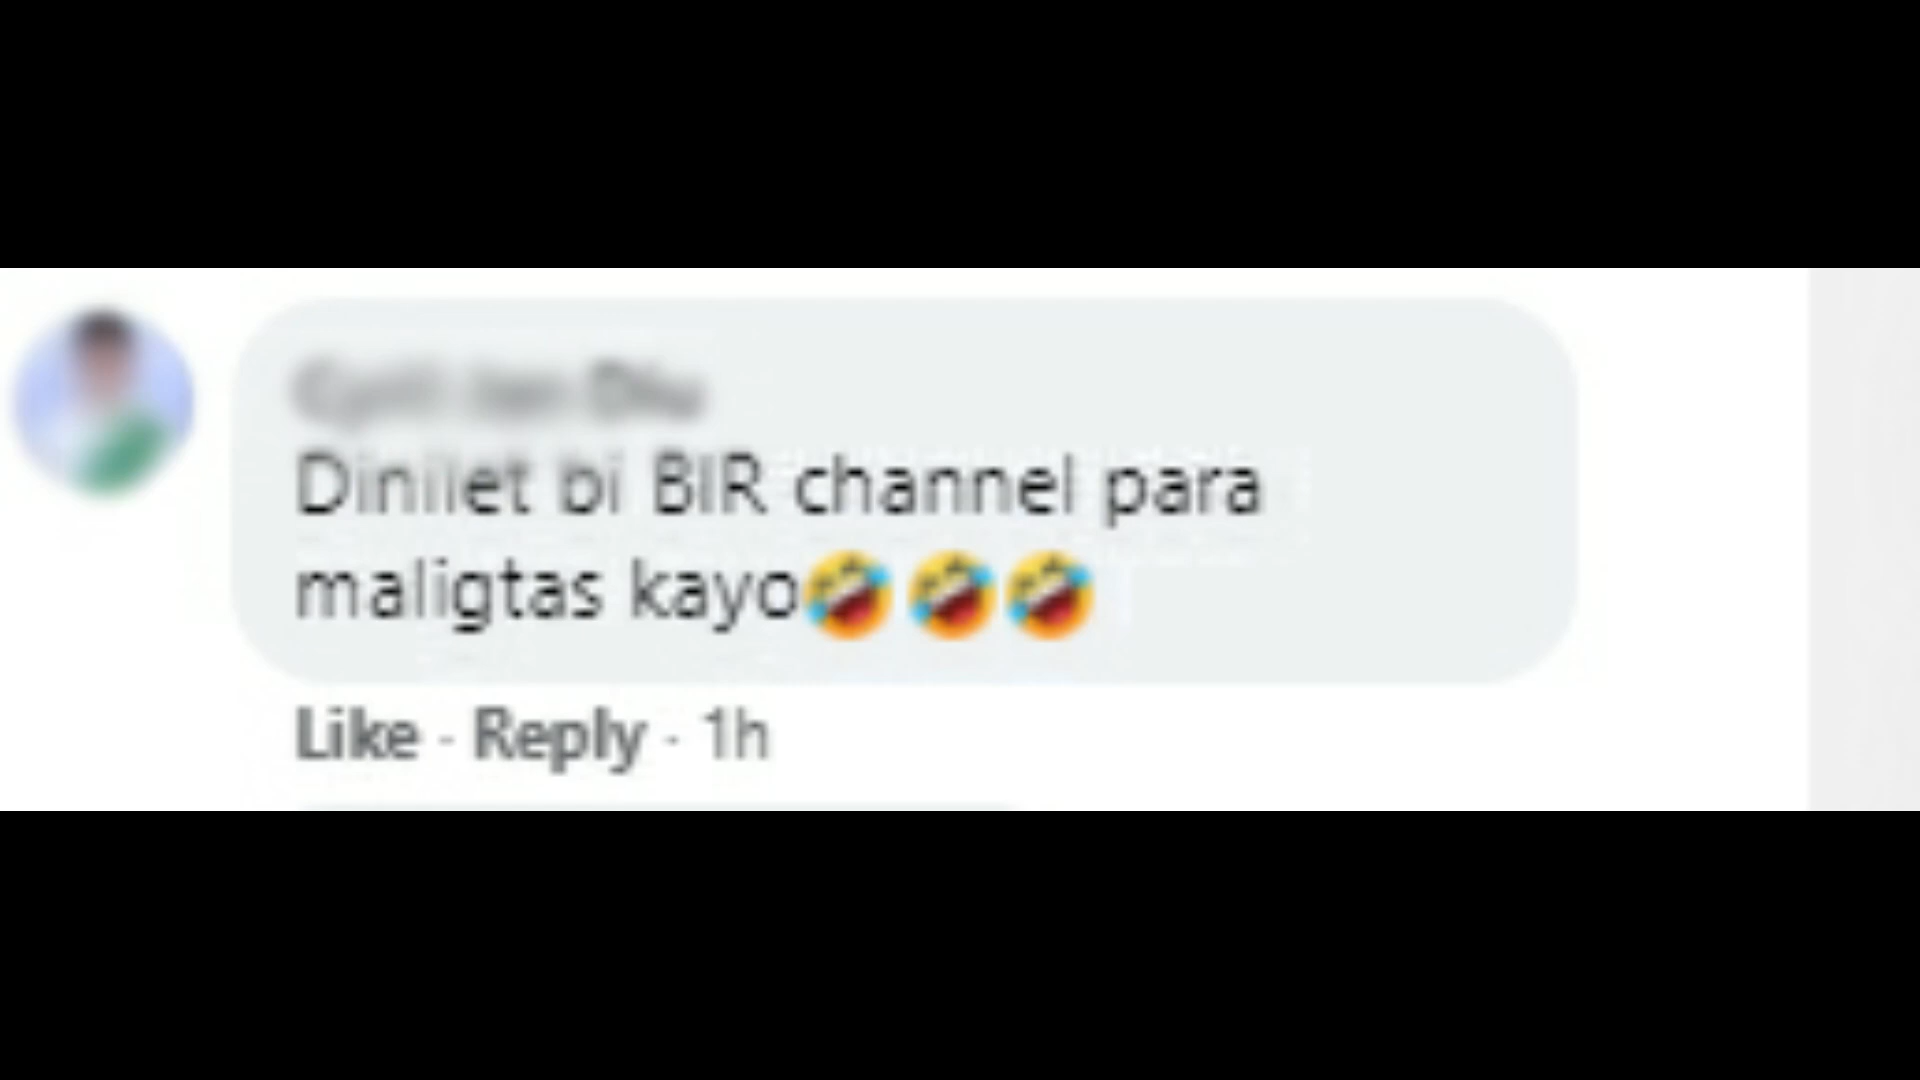 Dinilet bi BIR channel para
maligtas kayo🤣🤣🤣
Like · Reply · 1h